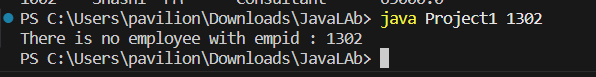 PS C:\Users\pavilion\Downloads\JavaLAb> java Project1 1302
There is no employee with empid : 1302
PS C:\Users\pavilion\Downloads\JavaLAb>